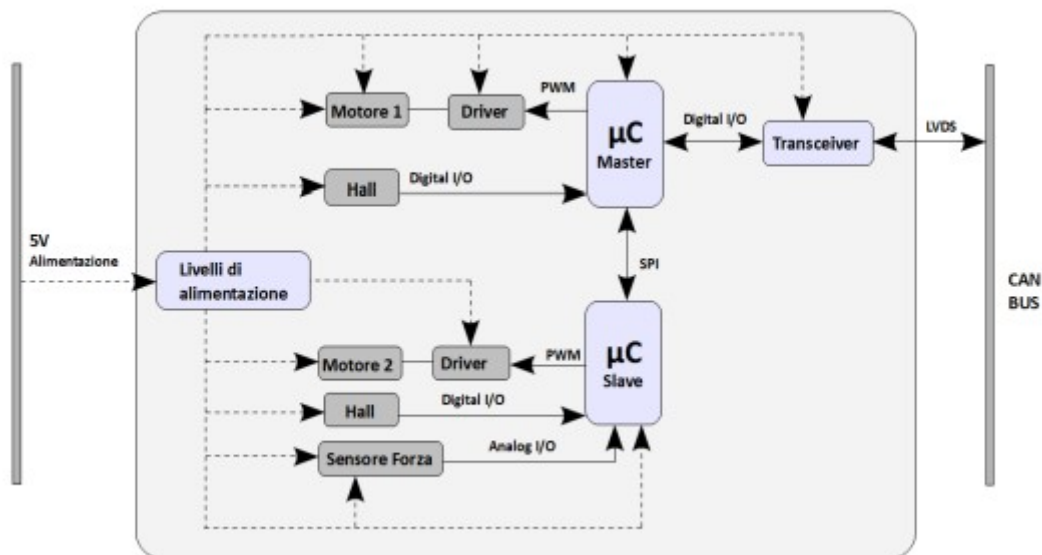 PWM
Motore 1
Driver
µC
Master
Digital I/O
Transceiver
LVDS
Hall
Digital I/O
5V
Alimentazione
Livelli di
alimentazione
SPI
CAN
BUS
Motore 2
Driver
PWM
µC
Slave
Hall
Digital I/O
Sensore Forza
Analog I/O